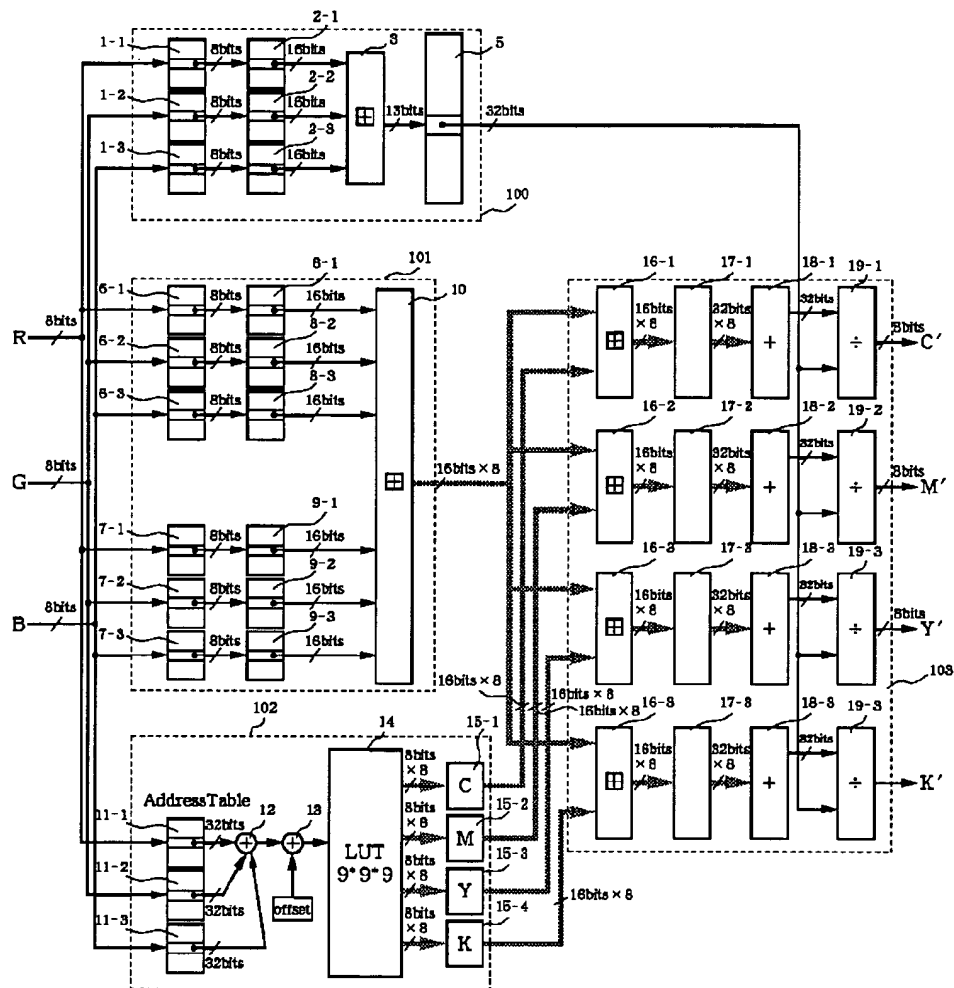 1-1
8bits
2-1
16bits
3
5
1-2
8bits
2-2
16bits
13bits
32bits
1-3
8bits
2-3
16bits
100
R
8bits
G
8bits
B
8bits
101
6-1
8bits
8-1
16bits
10
6-2
8bits
8-2
16bits
6-3
8bits
8-3
16bits
16bits × 8
7-1
8bits
9-1
16bits
7-2
8bits
9-2
16bits
7-3
8bits
9-3
16bits
16-1
17-1
18-1
19-1
16bits × 8
32bits × 8
+
32bits
÷
8bits
C′
16-2
17-2
18-2
19-2
16bits × 8
32bits × 8
+
32bits
÷
8bits
M′
16-3
17-3
18-3
19-3
16bits × 8
32bits × 8
+
32bits
÷
8bits
Y′
103
16-3
17-3
18-3
19-3
16bits × 8
32bits × 8
+
32bits
÷
K′
16bits × 8
16bits × 8
16bits × 8
16bits × 8
102
AddressTable
11-1
32bits
12
13
14
11-2
32bits
offset
11-3
32bits
LUT
9*9*9
8bits × 8
15-1
C
8bits × 8
15-2
M
8bits × 8
15-3
Y
8bits × 8
15-4
K